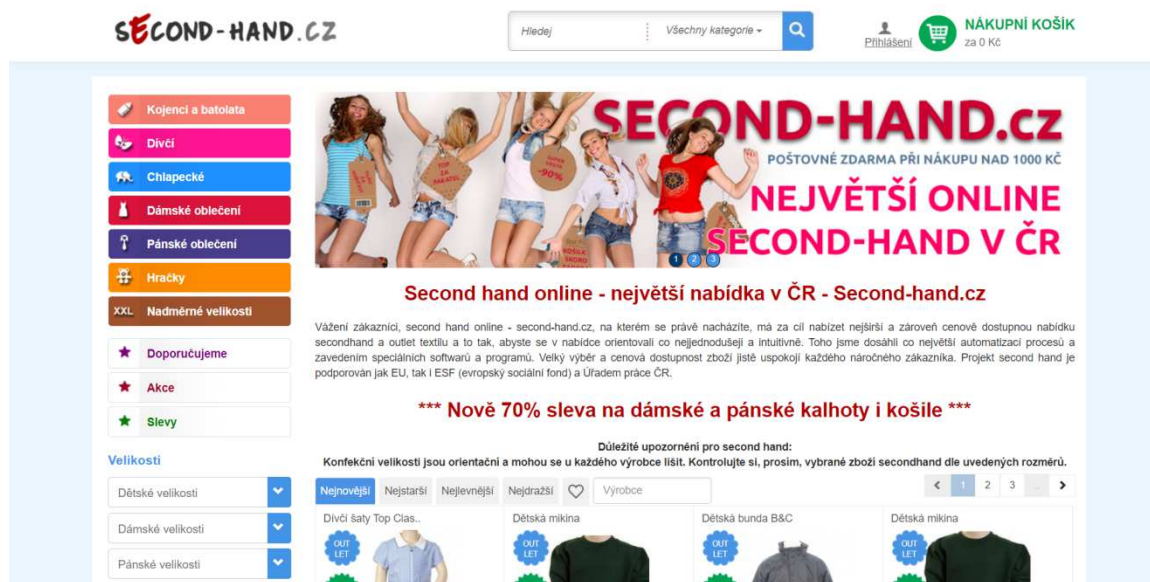 SECOND-HAND.CZ
Hledej
Všechny kategorie
Přihlášení
NÁKUPNÍ KOŠÍK
za 0 Kč
Kojenci a batolata
Dívčí
Chlapecké
Dámské oblečení
Pánské oblečení
Hračky
XXL Nadměrné velikosti
Doporučujeme
Akce
Slevy
Velikosti
Dětské velikosti
Dámské velikosti
Pánské velikosti
SECOND-HAND.cz
POŠTOVNÉ ZDARMA PŘI NÁKUPU NAD 1000 KČ
NEJVĚTŠÍ ONLINE
SECOND-HAND V ČR
TOP
ZA
PAKATEL
SUPER
-90%
KOŠILE
SKORO
1 2 3
Second hand online - největší nabídka v ČR - Second-hand.cz
Vážení zákazníci, second hand online - second-hand.cz, na kterém se právě nacházíte, má za cíl nabízet nejširší a zároveň cenově dostupnou nabídku
secondhand a outlet textilu a to tak, abyste se v nabídce orientovali co nejjednodušeji a intuitivně. Toho jsme dosáhli co největší automatizací procesů a
zavedením speciálních softwarů a programů. Velký výběr a cenová dostupnost zboží jistě uspokojí každého náročného zákazníka. Projekt second hand je
podporován jak EU, tak i ESF (evropský sociální fond) a Úřadem práce ČR.
*** Nově 70% sleva na dámské a pánské kalhoty i košile ***
Důležité upozornění pro second hand:
Konfekční velikosti jsou orientační a mohou se u každého výrobce lišit. Kontrolujte si, prosím, vybrané zboží secondhand dle uvedených rozměrů.
Nejnovější Nejstarší Nejlevnější Nejdražší Výrobce
1 2 3 ...
Dívčí šaty Top Clas..
OUT
LET
Dětská mikina
OUT
LET
Dětská bunda B&C
OUT
LET
Dětská mikina
OUT
LET